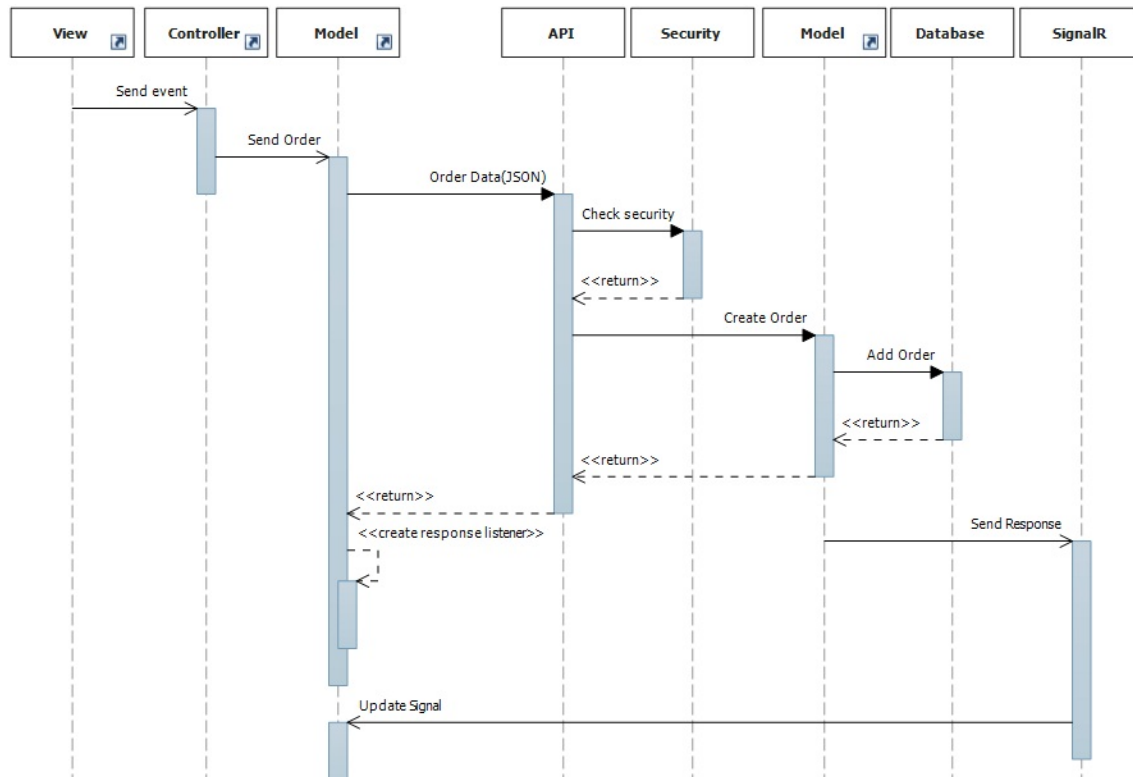 View
Controller
Model
API
Security
Model
Database
SignalR
Send event
Send Order
Order Data(JSON)
Check security
<<return>>
Create Order
Add Order
<<return>>
<<return>>
<<return>>
<<create response listener>>
Send Response
Update Signal